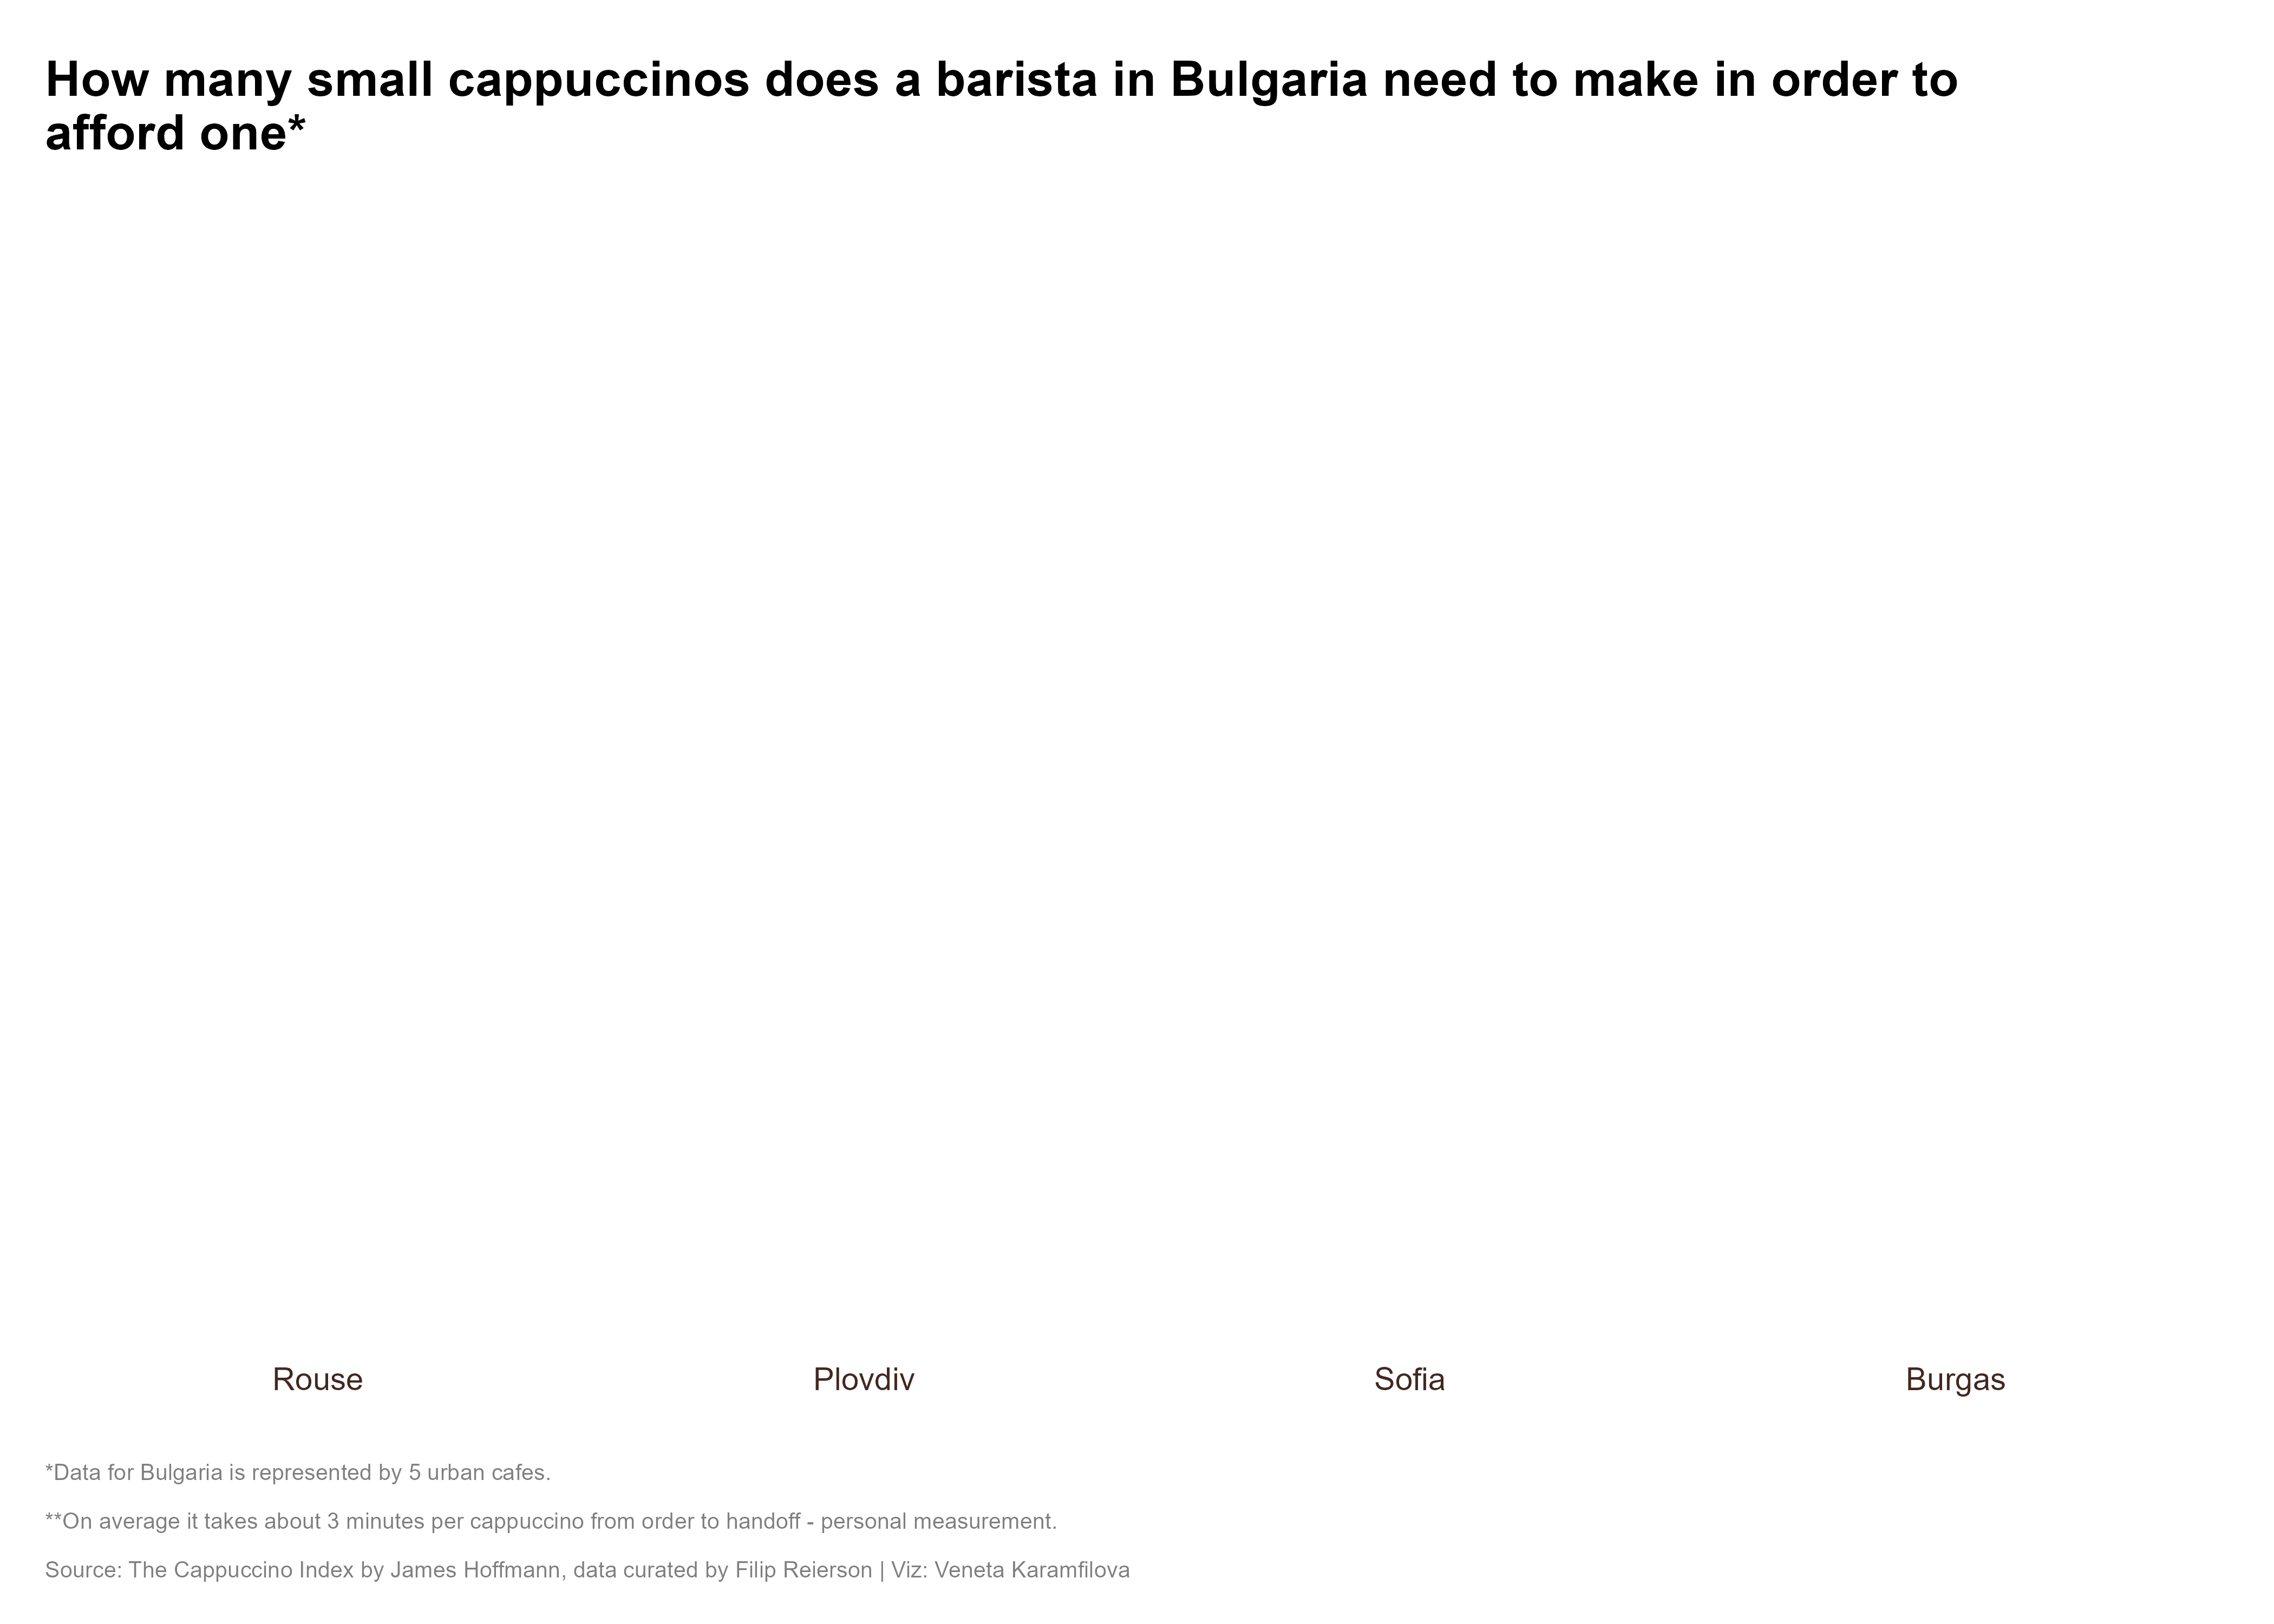 How many small cappuccinos does a barista in Bulgaria need to make in order to
afford one*
Rouse Plovdiv Sofia Burgas
*Data for Bulgaria is represented by 5 urban cafes.
**On average it takes about 3 minutes per cappuccino from order to handoff - personal measurement.
Source: The Cappuccino Index by James Hoffmann, data curated by Filip Reierson | Viz: Veneta Karamfilova